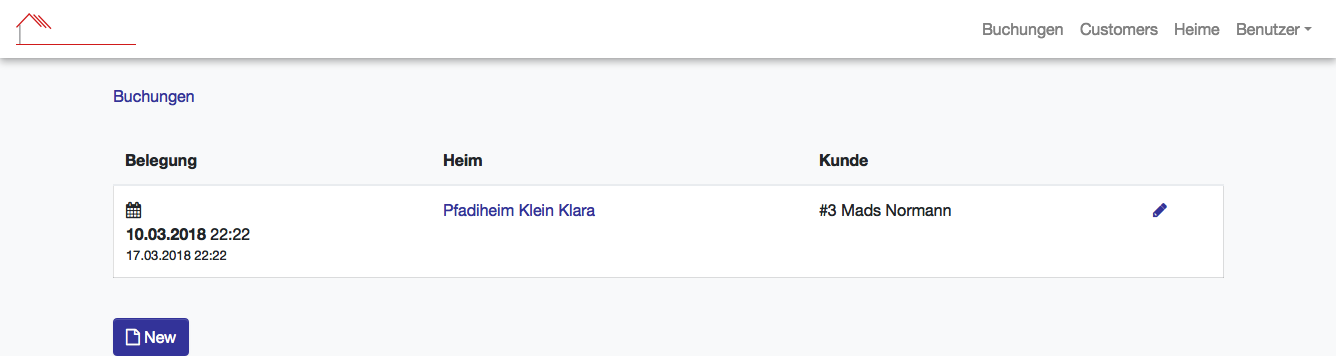 Buchungen Customers Heime Benutzer
Buchungen
Belegung Heim Kunde
Pfadiheim Klein Klara #3 Mads Normann
10.03.2018 22:22
17.03.2018 22:22
New